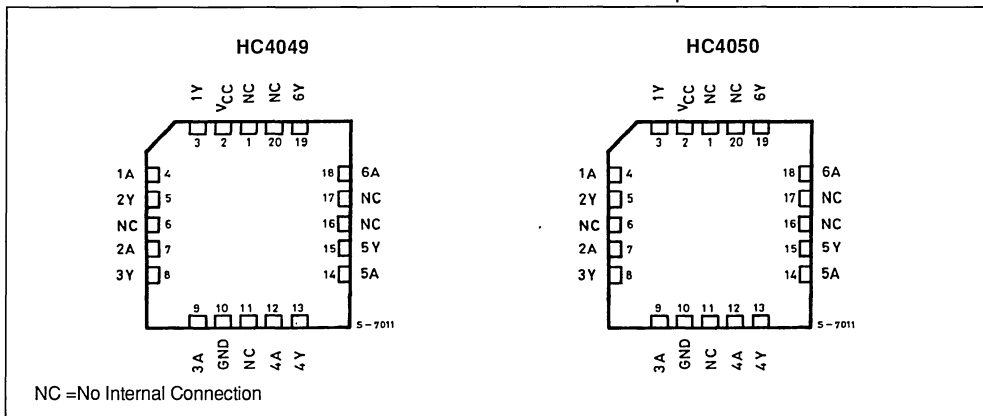 HC4049
HC4050
1Y VCC NC NC 6Y
3 2 1 20 19
1A 4 18 6A
2Y 5 17 NC
NC 6 16 NC
2A 7 15 5Y
3Y 8 14 5A
9 10 11 12 13
S-7011
3A GND NC 4A 4Y
1Y VCC NC NC 6Y
3 2 1 20 19
1A 4 18 6A
2Y 5 17 NC
NC 6 16 NC
2A 7 15 5Y
3Y 8 14 5A
9 10 11 12 13
S-7011
3A GND NC 4A 4Y
NC =No Internal Connection